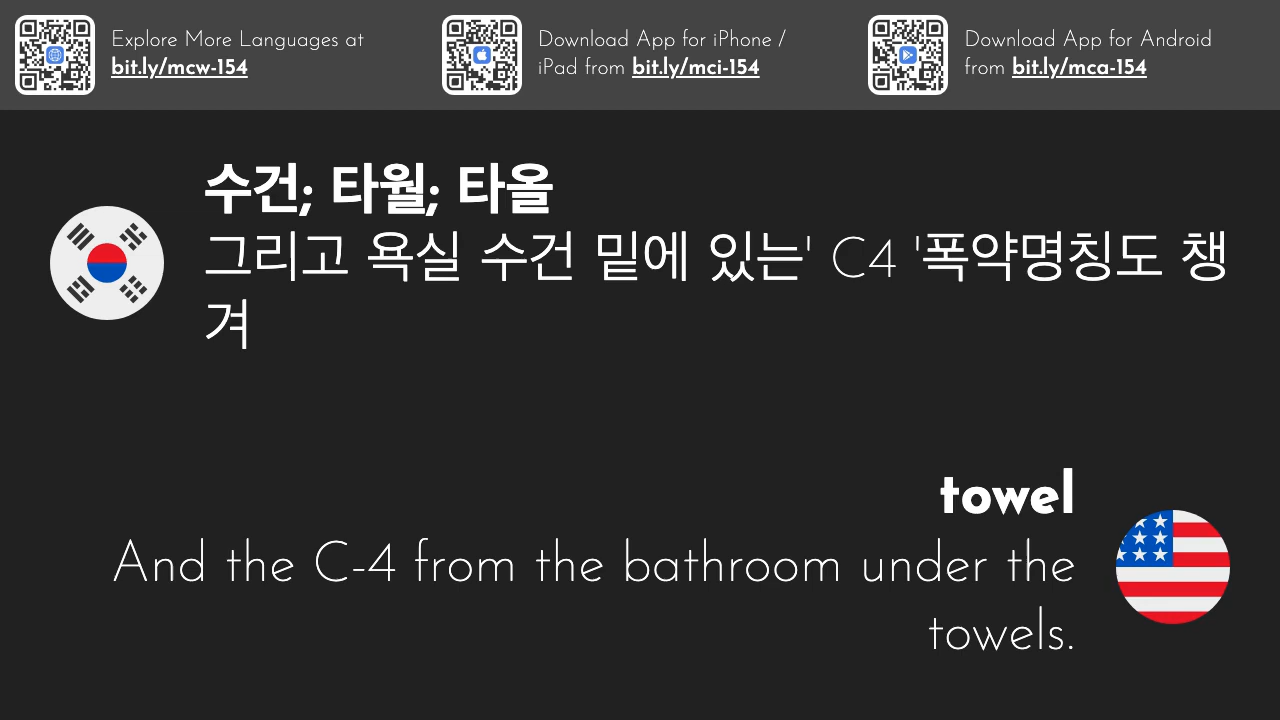 Explore More Languages at
bit.ly/mcw-154
Download App for iPhone /
iPad from bit.ly/mci-154
Download App for Android
from bit.ly/mca-154
수건; 타월; 타올
그리고 욕실 수건 밑에 있는' C4 '폭약명칭도 챙
겨
towel
And the C-4 from the bathroom under the
towels.